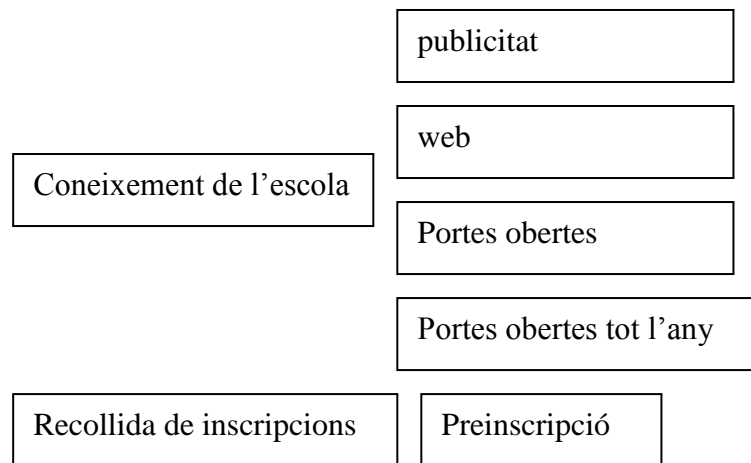 publicitat
web
Coneixement de l’escola
Portes obertes
Portes obertes tot l’any
Recollida de inscripcions
Preinscripció